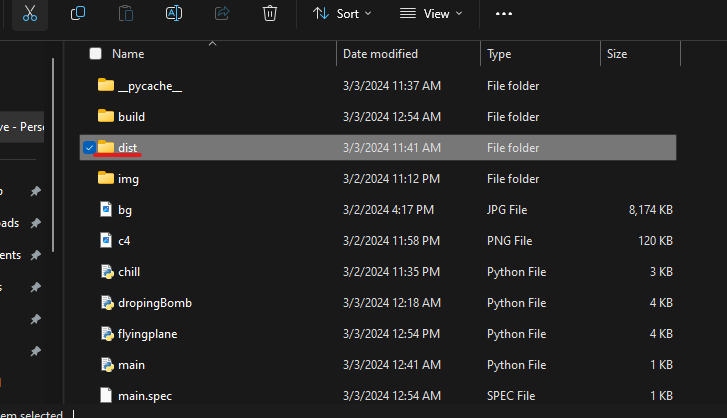 Sort View ...
Name Date modified Type Size
__pycache__ 3/3/2024 11:37 AM File folder
build 3/3/2024 12:54 AM File folder
ve - Perso
dist 3/3/2024 11:41 AM File folder
img 3/2/2024 11:12 PM File folder
bg 3/2/2024 4:17 PM JPG File 8,174 KB
oads
c4 3/2/2024 11:58 PM PNG File 120 KB
ents
chill 3/2/2024 11:35 PM Python File 3 KB
s
dropingBomb 3/3/2024 12:18 AM Python File 4 KB
flyingplane 3/3/2024 12:54 PM Python File 4 KB
main 3/3/2024 12:41 AM Python File 1 KB
main.spec 3/3/2024 12:54 AM SPEC File 1 KB
em selected